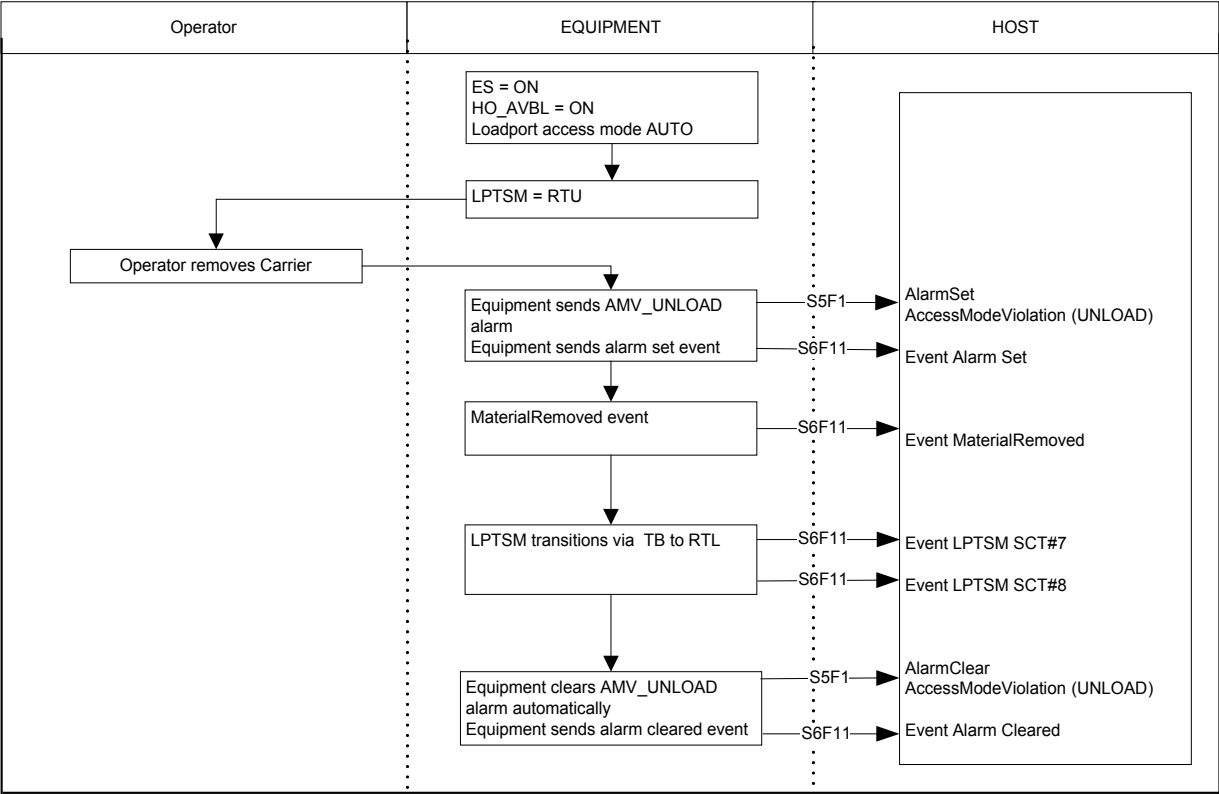 Operator
EQUIPMENT
HOST
ES = ON
HO_AVBL = ON
Loadport access mode AUTO
LPTSM = RTU
Operator removes Carrier
Equipment sends AMV_UNLOAD
alarm
Equipment sends alarm set event
S5F1
AlarmSet
AccessModeViolation (UNLOAD)
S6F11
Event Alarm Set
MaterialRemoved event
S6F11
Event MaterialRemoved
LPTSM transitions via TB to RTL
S6F11
Event LPTSM SCT#7
S6F11
Event LPTSM SCT#8
Equipment clears AMV_UNLOAD
alarm automatically
Equipment sends alarm cleared event
S5F1
AlarmClear
AccessModeViolation (UNLOAD)
S6F11
Event Alarm Cleared